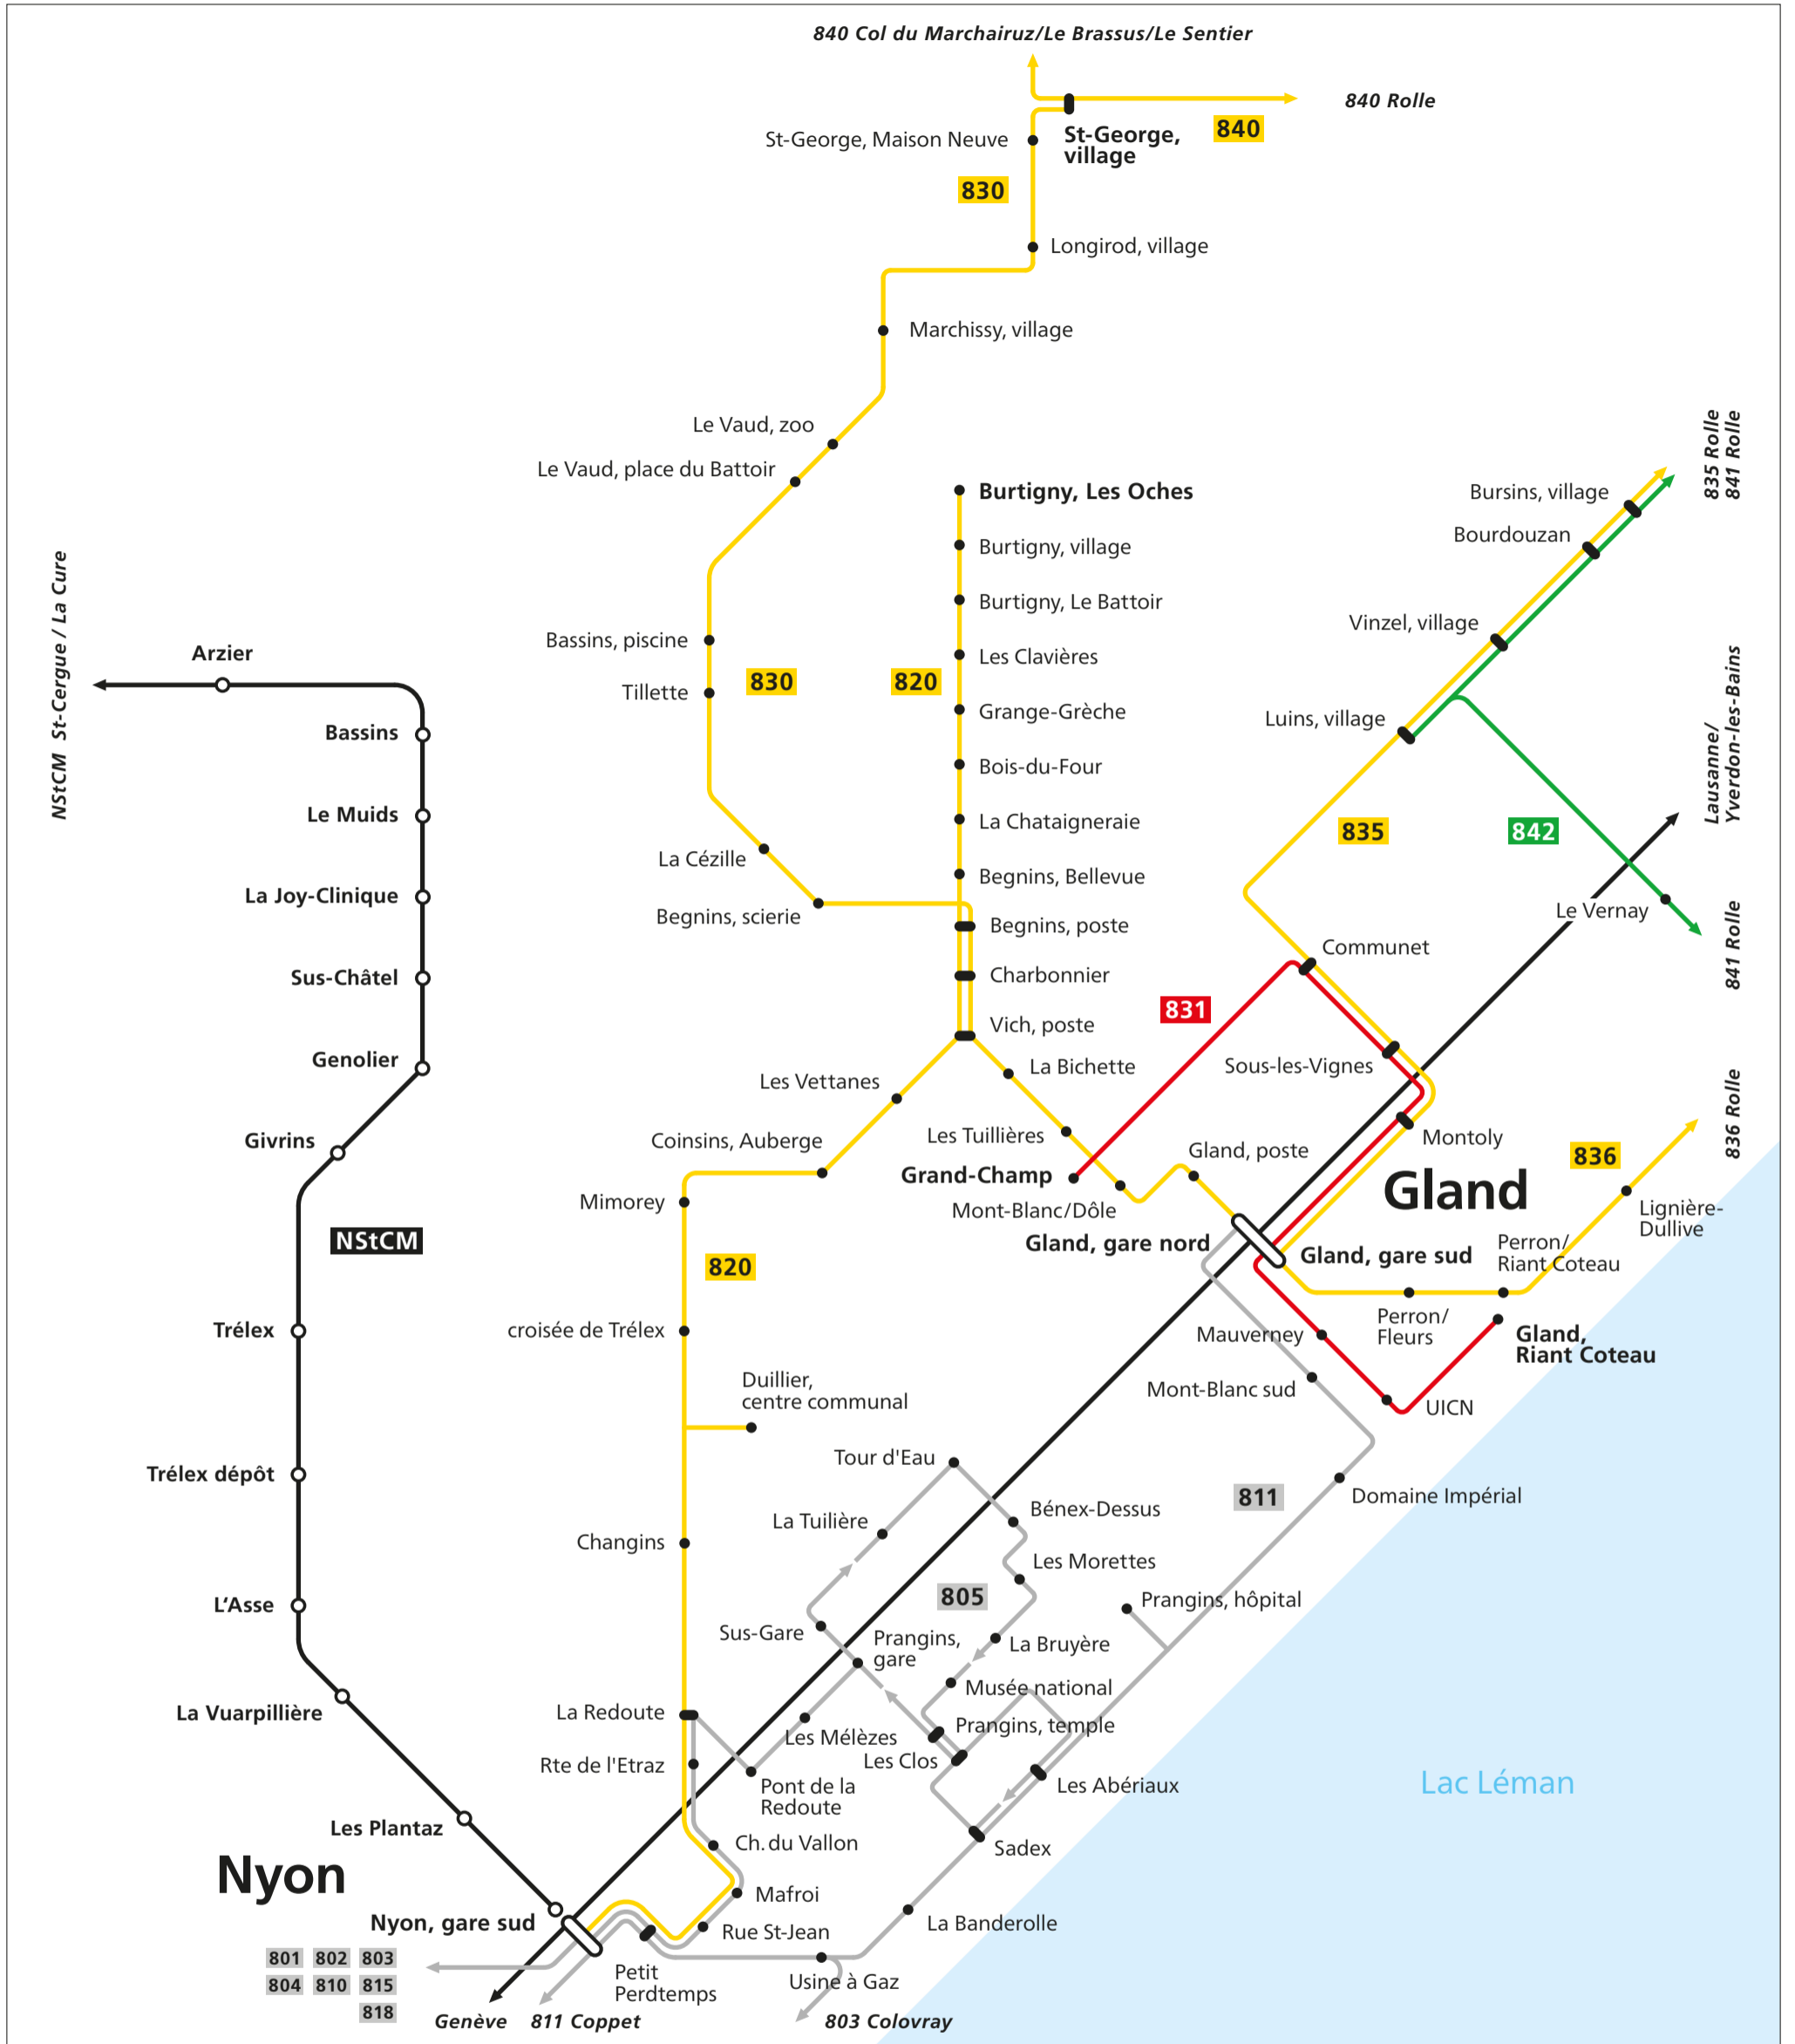 840 Col du Marchairuz/Le Brassus/Le Sentier
840 Rolle
840
St-George,
village
St-George, Maison Neuve
830
Longirod, village
Marchissy, village
Le Vaud, zoo
Le Vaud, place du Battoir
835 Rolle
841 Rolle
Bursins, village
Burtigny, Les Oches
Bourdouzan
Burtigny, village
Burtigny, Le Battoir
Vinzel, village
NStCM St-Cergue / La Cure
Arzier
Bassins, piscine
Les Clavières
830
820
Tillette
Grange-Grèche
Luins, village
Bassins
Bois-du-Four
Lausanne/
Yverdon-les-Bains
Le Muids
La Chataigneraie
835
842
La Cézille
Begnins, Bellevue
La Joy-Clinique
Begnins, scierie
Begnins, poste
Le Vernay
841 Rolle
Communet
Sus-Châtel
Charbonnier
831
Vich, poste
Genolier
Les Vettanes
La Bichette
Sous-les-Vignes
Givrins
Coinsins, Auberge
Les Tuillières
Montoly
836 Rolle
Gland, poste
836
Grand-Champ
Gland
Mimorey
Mont-Blanc/Dôle
Lignière-
Dullive
NStCM
Gland, gare nord
Gland, gare sud
Perron/
Riant Coteau
820
Trélex
croisée de Trélex
Mauverney
Perron/
Fleurs
Gland,
Riant Coteau
Duillier,
centre communal
Mont-Blanc sud
UICN
Trélex dépôt
Tour d'Eau
811
Domaine Impérial
La Tuilière
Bénex-Dessus
Changins
Les Morettes
L'Asse
805
Prangins, hôpital
Sus-Gare
Prangins,
gare
La Bruyère
Musée national
La Vuarpillière
La Redoute
Les Mélèzes
Prangins, temple
Les Clos
Rte de l'Etraz
Pont de la
Redoute
Les Abériaux
Lac Léman
Les Plantaz
Ch. du Vallon
Sadex
Nyon
Mafroi
Nyon, gare sud
Rue St-Jean
La Banderolle
801 802 803
804 810 815
818
Petit
Perdtemps
Usine à Gaz
Genève
811 Coppet
803 Colovray